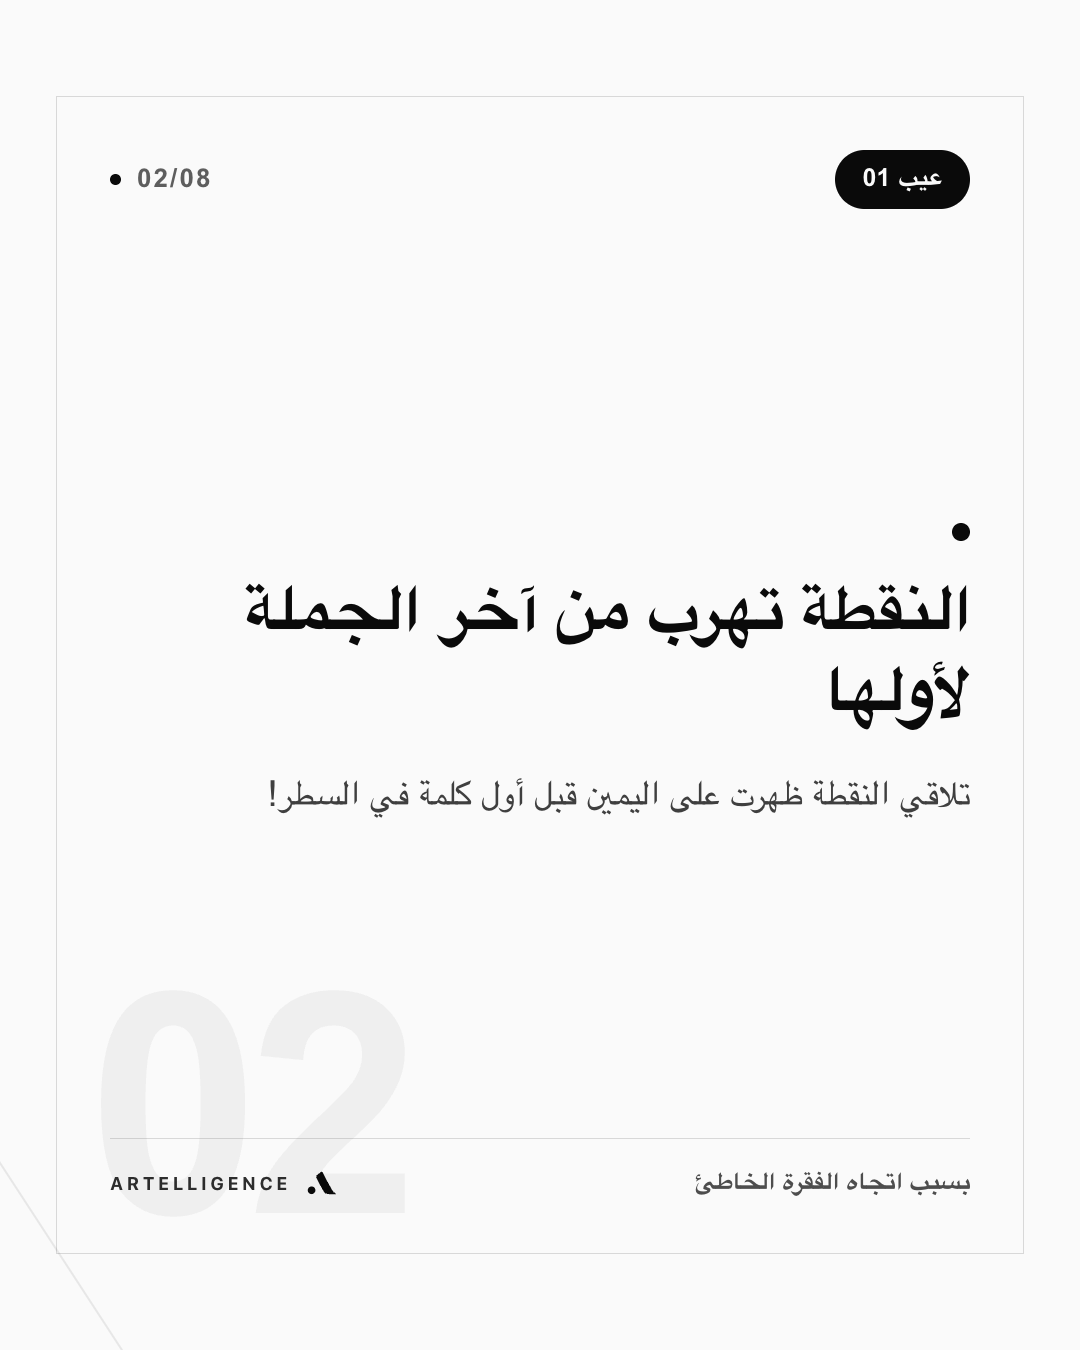 عيب 01
02/08
النقطة تهرب من آخر الجملة
لأولها
تلاقي النقطة ظهرت على اليمين قبل أول كلمة في السطر!
02
بسبب اتجاه الفقرة الخاطئ
ARTELLIGENCE